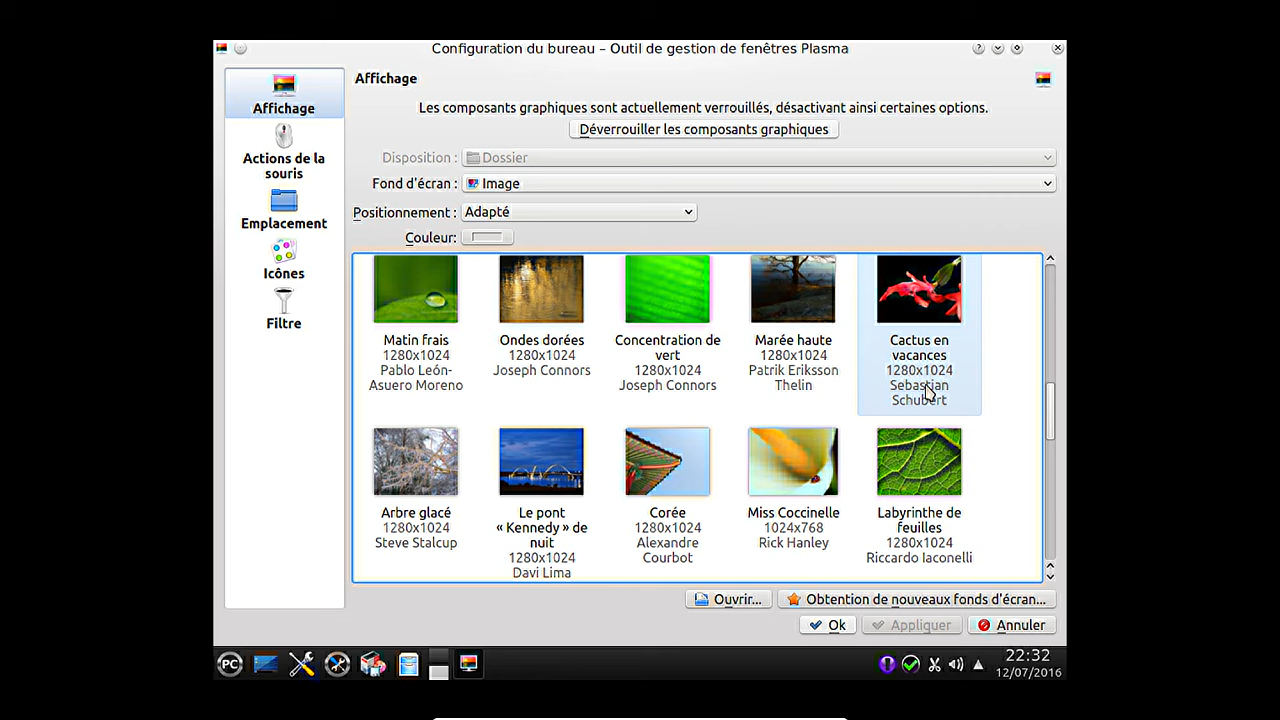 Configuration du bureau – Outil de gestion de fenêtres Plasma
Affichage
Actions de la
souris
Emplacement
Icônes
Filtre
Affichage
Les composants graphiques sont actuellement verrouillés, désactivant ainsi certaines options.
Déverrouiller les composants graphiques
Disposition : Dossier
Fond d'écran : Image
Positionnement : Adapté
Couleur:
Matin frais
1280x1024
Pablo León-
Asuero Moreno
Ondes dorées
1280x1024
Joseph Connors
Concentration de
vert
1280x1024
Joseph Connors
Marée haute
1280x1024
Patrik Eriksson
Thelin
Cactus en
vacances
1280x1024
Sebastian
Schubert
Arbre glacé
1280x1024
Steve Stalcup
Le pont
« Kennedy » de
nuit
1280x1024
Davi Lima
Corée
1280x1024
Alexandre
Courbot
Miss Coccinelle
1024x768
Rick Hanley
Labyrinthe de
feuilles
1280x1024
Riccardo Iaconelli
Ouvrir... Obtention de nouveaux fonds d'écran...
Ok Appliquer Annuler
PC
22:32
12/07/2016